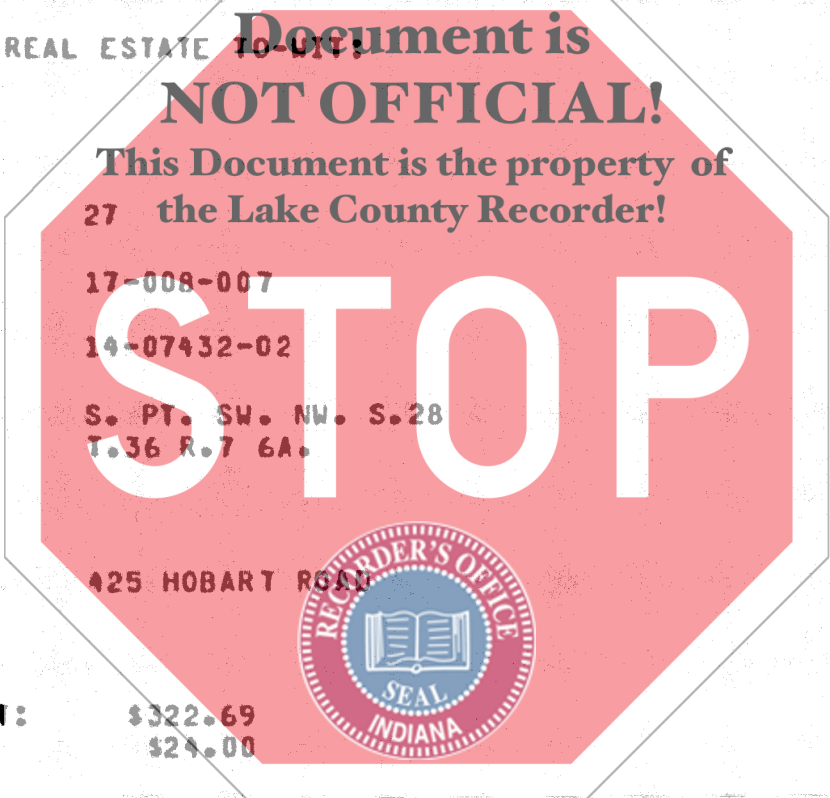 REAL ESTATE TO-WIT:
Document is
NOT OFFICIAL!
This Document is the property of
the Lake County Recorder!
27
17-008-007
STOP
14-07432-02
S. PT. SW. NW. S.28
T.36 R.7 6A.
425 HOBART ROAD
RECORDER'S OFFICE
SEAL
INDIANA
$322.69
$24.00